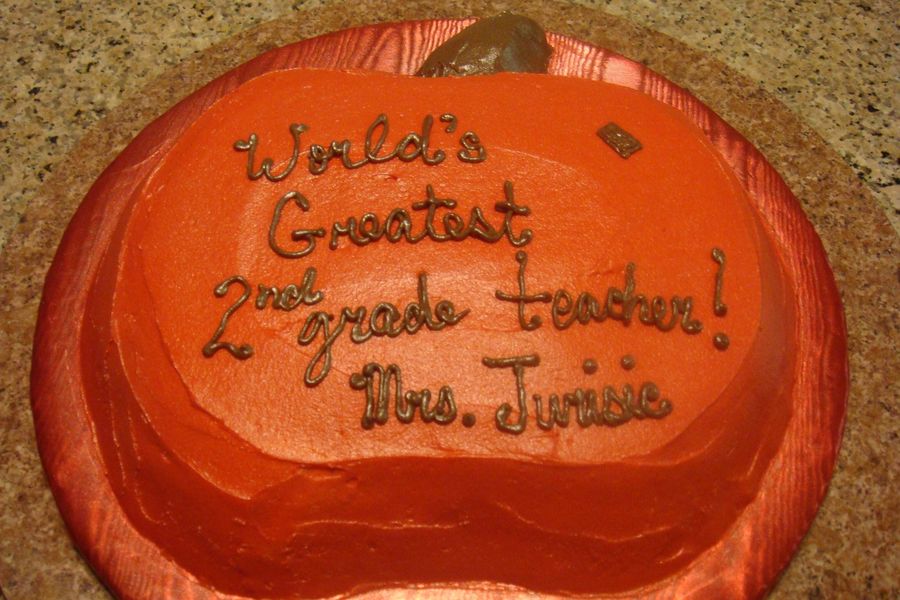 World's
Greatest
2nd grade teacher!
Mrs. Jurisic